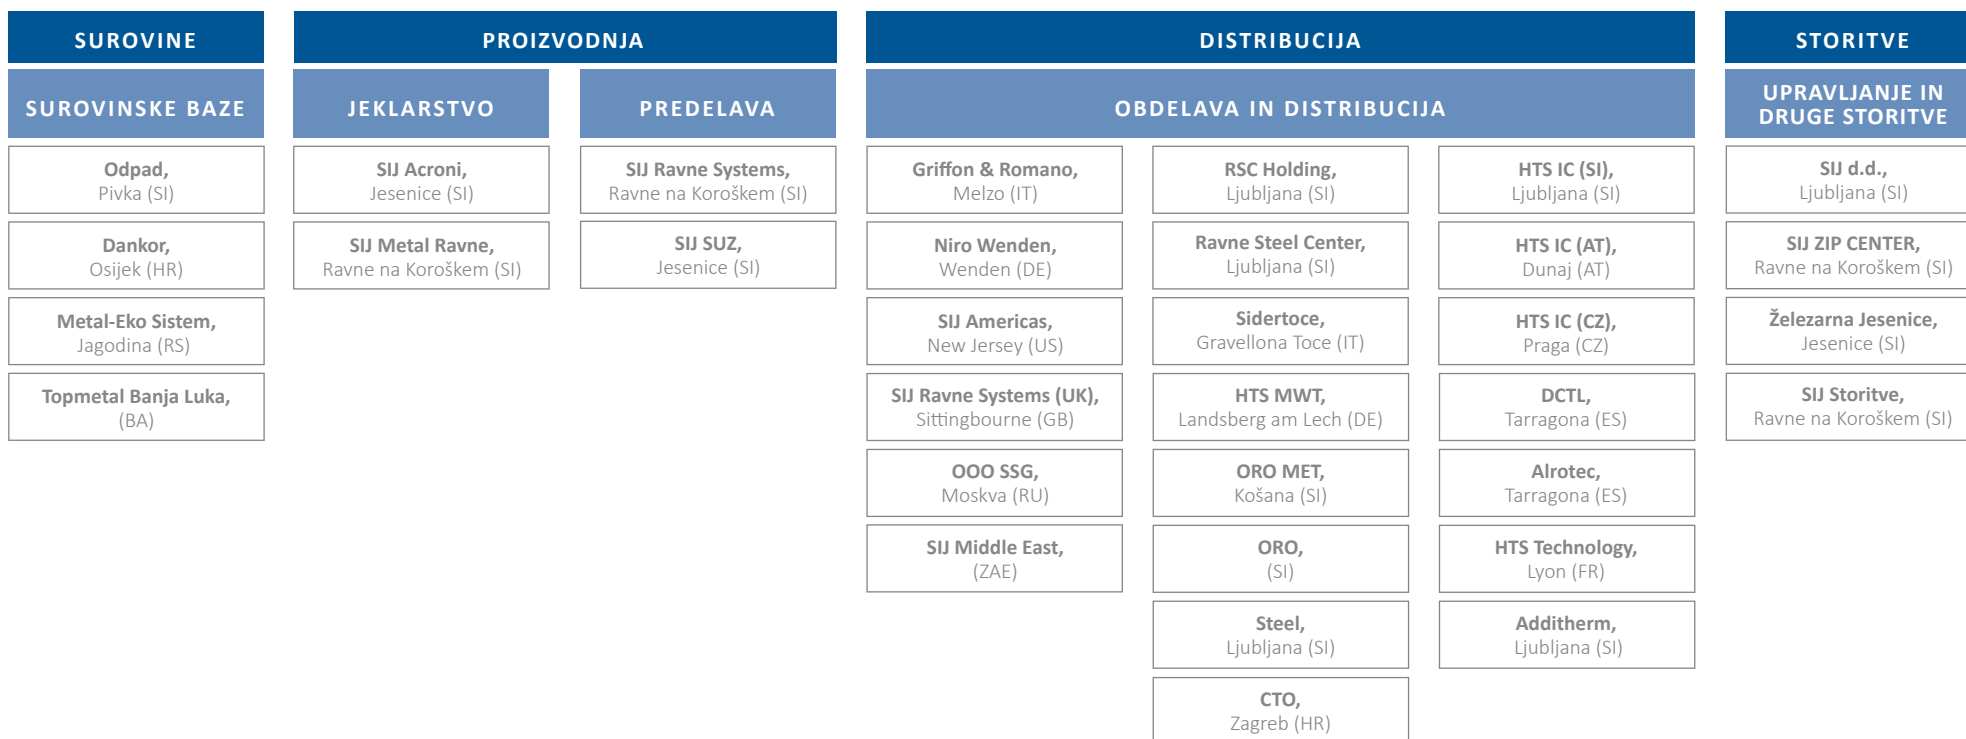 SUROVINE
SUROVINSKE BAZE
Odpad,
Pivka (SI)
Dankor,
Osijek (HR)
Metal-Eko Sistem,
Jagodina (RS)
Topmetal Banja Luka,
(BA)
PROIZVODNJA
JEKLARSTVO
SIJ Acroni,
Jesenice (SI)
SIJ Metal Ravne,
Ravne na Koroškem (SI)
PREDELAVA
SIJ Ravne Systems,
Ravne na Koroškem (SI)
SIJ SUZ,
Jesenice (SI)
DISTRIBUCIJA
OBDELAVA IN DISTRIBUCIJA
Griffon & Romano,
Melzo (IT)
Niro Wenden,
Wenden (DE)
SIJ Americas,
New Jersey (US)
SIJ Ravne Systems (UK),
Sittingbourne (GB)
OOO SSG,
Moskva (RU)
SIJ Middle East,
(ZAE)
RSC Holding,
Ljubljana (SI)
Ravne Steel Center,
Ljubljana (SI)
Sidertoce,
Gravellona Toce (IT)
HTS MWT,
Landsberg am Lech (DE)
ORO MET,
Košana (SI)
ORO,
(SI)
Steel,
Ljubljana (SI)
CTO,
Zagreb (HR)
HTS IC (SI),
Ljubljana (SI)
HTS IC (AT),
Dunaj (AT)
HTS IC (CZ),
Praga (CZ)
DCTL,
Tarragona (ES)
Alrotec,
Tarragona (ES)
HTS Technology,
Lyon (FR)
Additherm,
Ljubljana (SI)
STORITVE
UPRAVLJANJE IN
DRUGE STORITVE
SIJ d.d.,
Ljubljana (SI)
SIJ ZIP CENTER,
Ravne na Koroškem (SI)
Železarna Jesenice,
Jesenice (SI)
SIJ Storitve,
Ravne na Koroškem (SI)